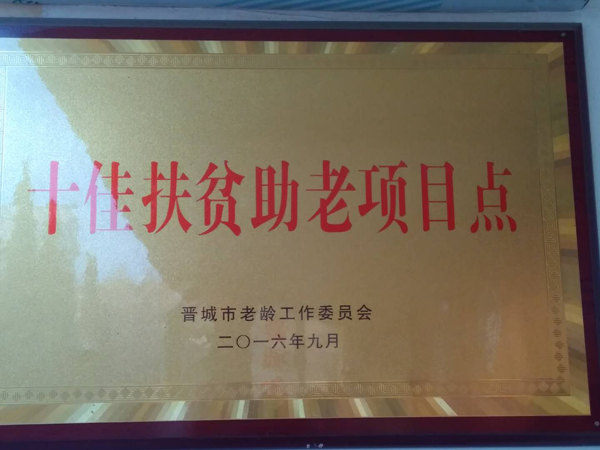 十佳扶贫助老项目点
晋城市老龄工作委员会
二〇一六年九月